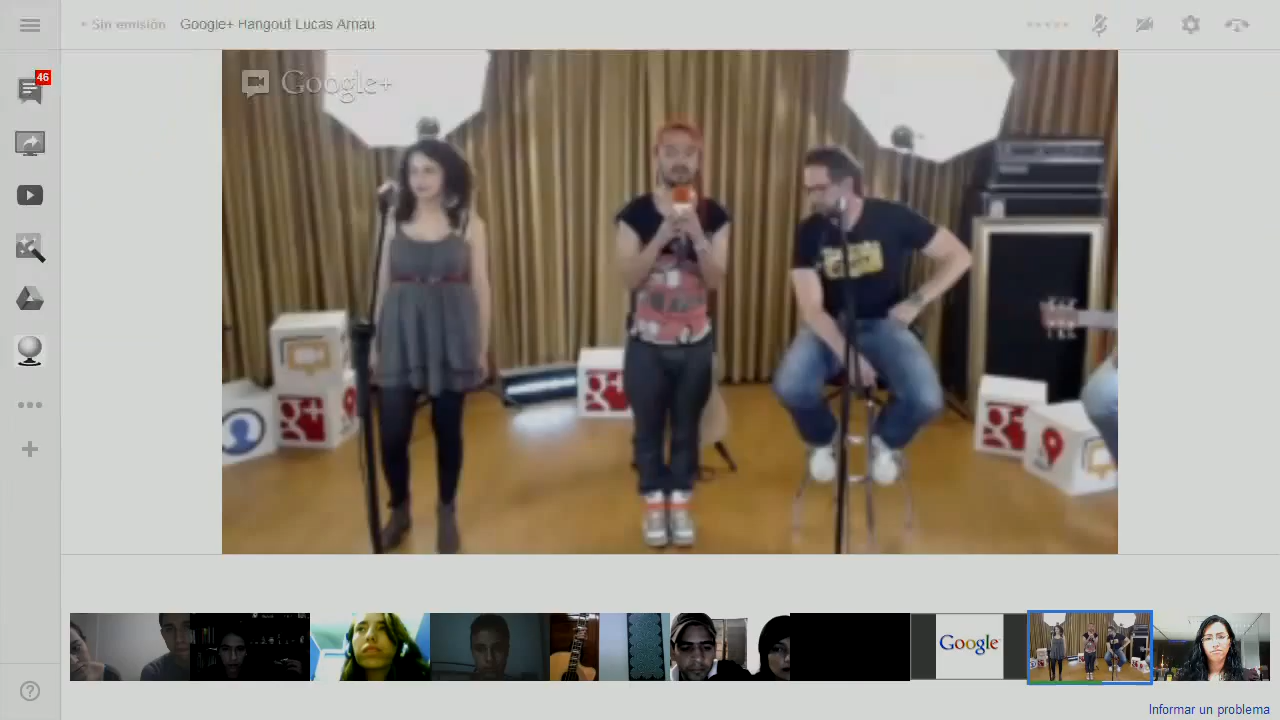 • Sin emisión Google+ Hangout Lucas Arnau
46
Google+
g+
g+
g+
Google
Informar un problema